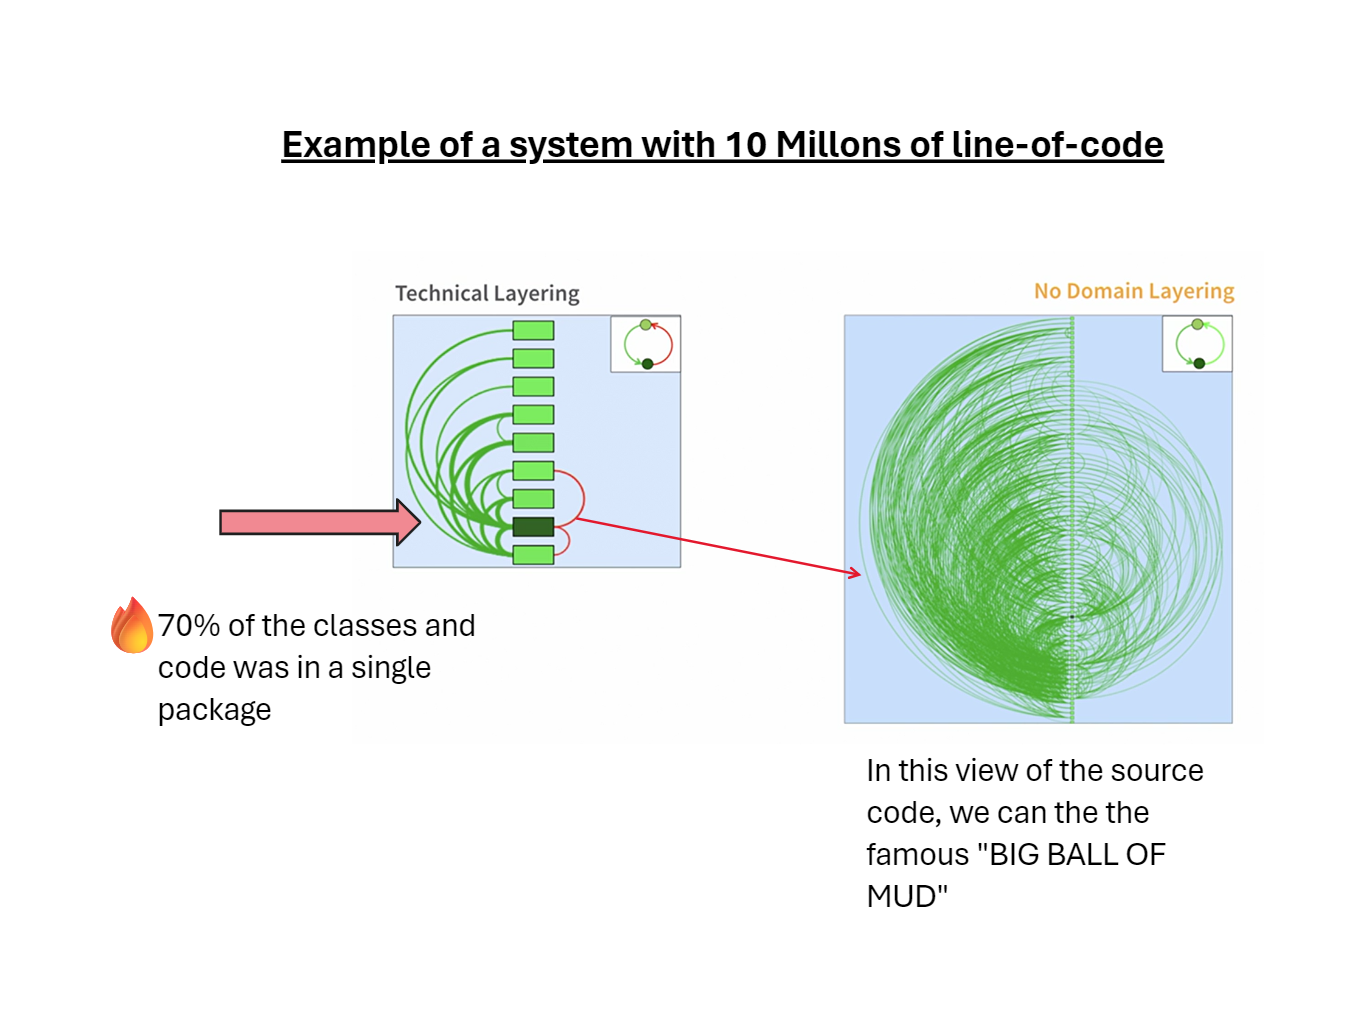 Example of a system with 10 Millons of line-of-code
Technical Layering
No Domain Layering
70% of the classes and
code was in a single
package
In this view of the source
code, we can the the
famous "BIG BALL OF
MUD"